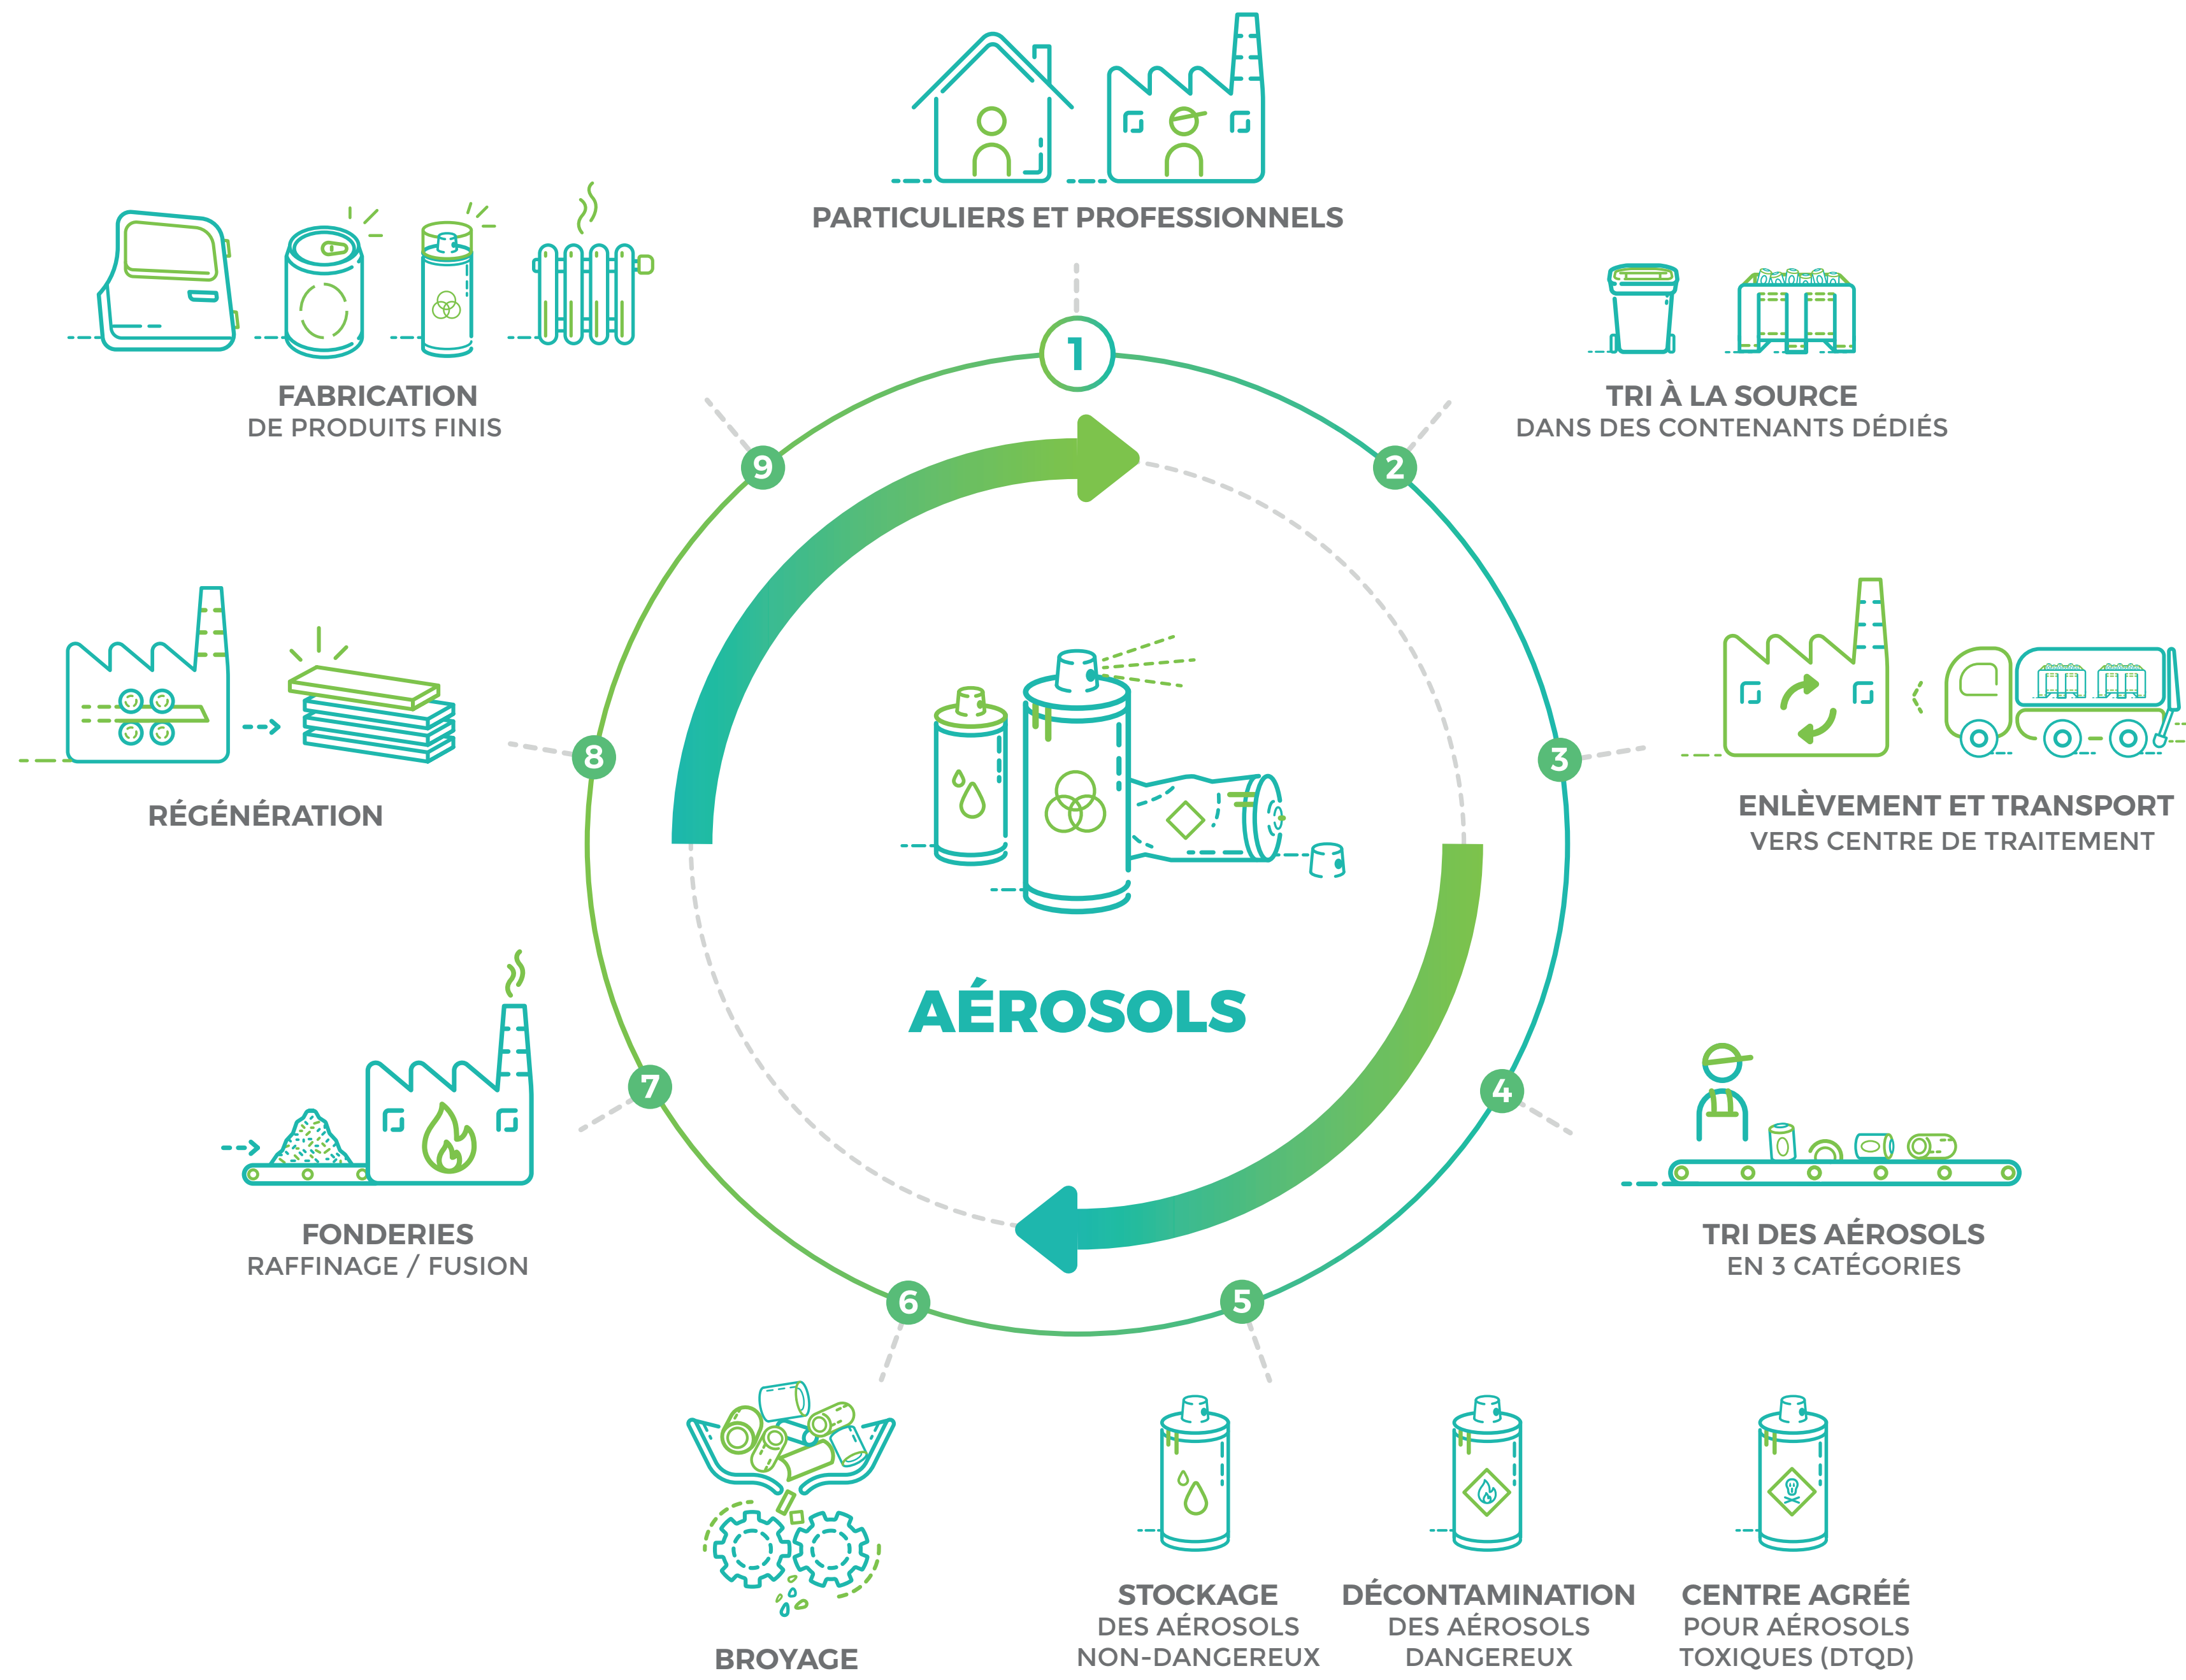 PARTICULIERS ET PROFESSIONNELS
1
2
TRI À LA SOURCE
DANS DES CONTENANTS DÉDIÉS
3
ENLÈVEMENT ET TRANSPORT
VERS CENTRE DE TRAITEMENT
4
TRI DES AÉROSOLS
EN 3 CATÉGORIES
5
STOCKAGE
DES AÉROSOLS
NON-DANGEREUX
DÉCONTAMINATION
DES AÉROSOLS
DANGEREUX
CENTRE AGRÉÉ
POUR AÉROSOLS
TOXIQUES (DTQD)
6
BROYAGE
7
FONDERIES
RAFFINAGE / FUSION
8
RÉGÉNÉRATION
9
FABRICATION
DE PRODUITS FINIS
AÉROSOLS